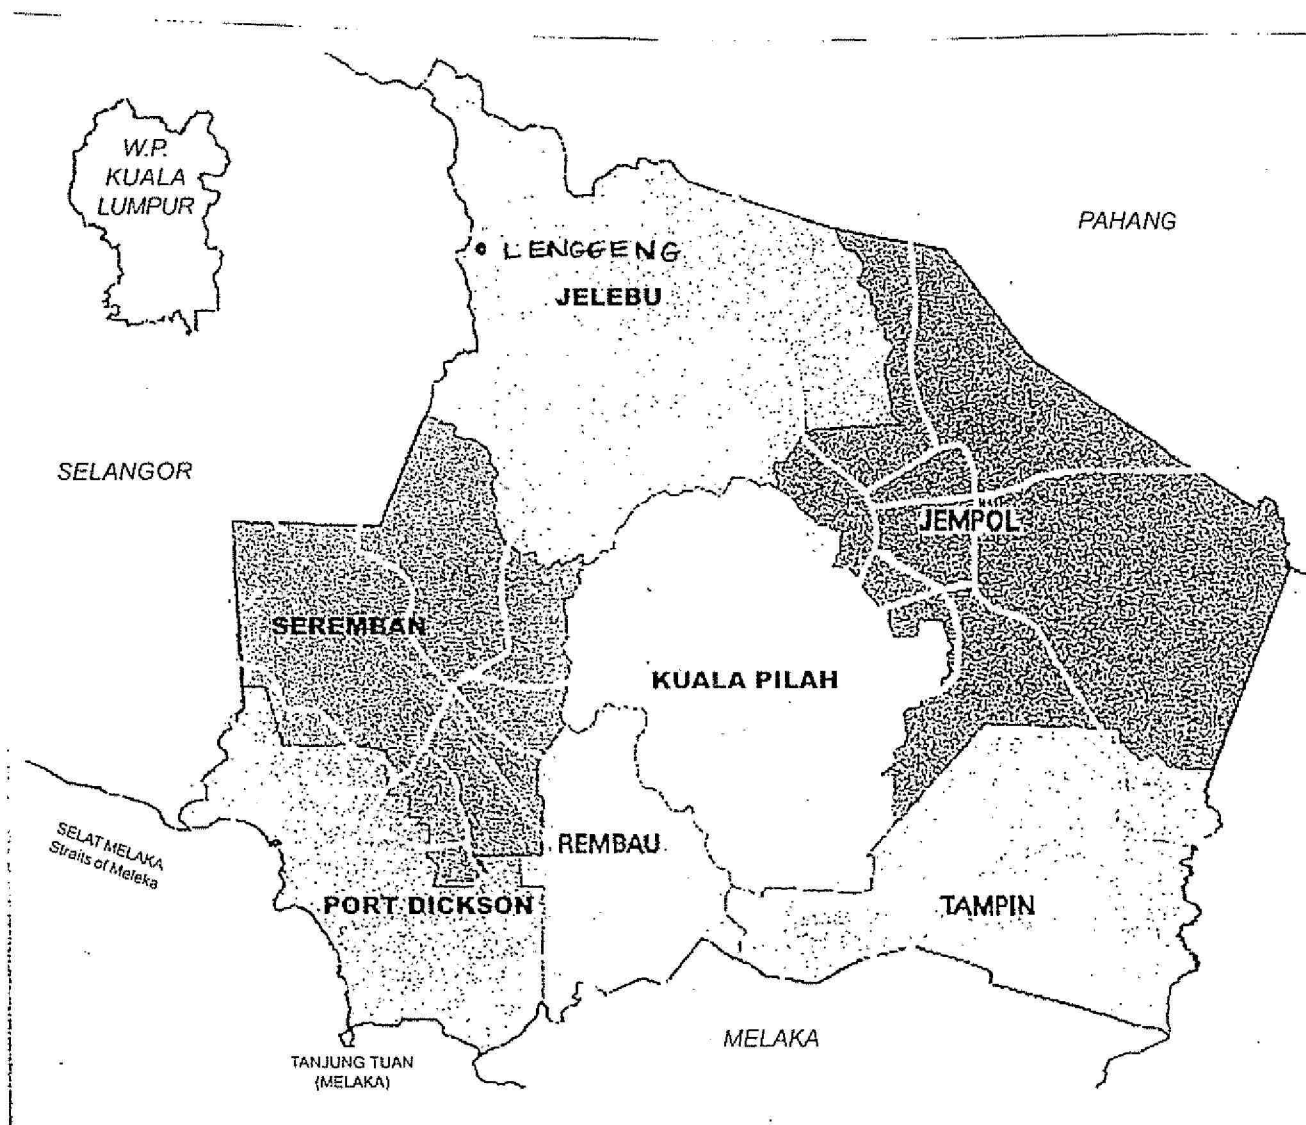 W.P.
KUALA
LUMPUR
PAHANG
LENGGENG
JELEBU
SELANGOR
JEMPOL
SEREMBAN
KUALA PILAH
SELAT MELAKA
Straits of Meleka
REMBAU
PORT DICKSON
TAMPIN
MELAKA
TANJUNG TUAN
(MELAKA)